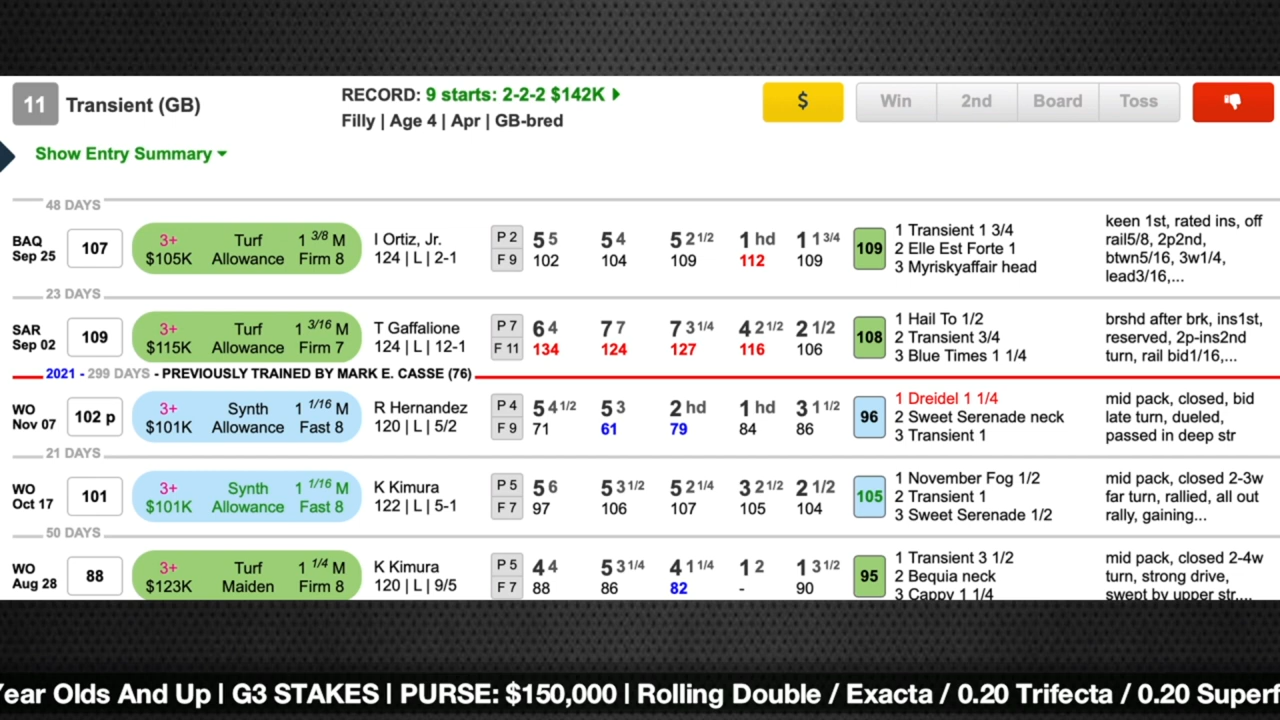 11 Transient (GB) RECORD: 9 starts: 2-2-2 $142K $ Win 2nd Board Toss
Filly | Age 4 | Apr | GB-bred
Show Entry Summary
48 DAYS
BAQ Sep 25 107 3+ $105K Turf Allowance 1 3/8 M Firm 8 I Ortiz, Jr. 124 | L | 2-1 P 2 F 9 5 5 102 5 4 104 5 2 1/2 109 1 hd 112 1 1 3/4 109 109
1 Transient 1 3/4
2 Elle Est Forte 1
3 Myriskyaffair head
keen 1st, rated ins, off
rail5/8, 2p2nd,
btwn5/16, 3w1/4,
lead3/16,...
23 DAYS
SAR Sep 02 109 3+ $115K Turf Allowance 1 3/16 M Firm 7 T Gaffalione 124 | L | 12-1 P 7 F 11 6 4 134 7 7 124 7 3 1/4 127 4 2 1/2 116 2 1/2 106 108
1 Hail To 1/2
2 Transient 3/4
3 Blue Times 1 1/4
brshd after brk, ins1st,
reserved, 2p-ins2nd
turn, rail bid1/16,...
2021 - 299 DAYS - PREVIOUSLY TRAINED BY MARK E. CASSE (76)
WO Nov 07 102 p 3+ $101K Synth Allowance 1 1/16 M Fast 8 R Hernandez 120 | L | 5/2 P 4 F 9 5 4 1/2 71 5 3 61 2 hd 79 1 hd 84 3 1 1/2 86 96
1 Dreidel 1 1/4
2 Sweet Serenade neck
3 Transient 1
mid pack, closed, bid
late turn, dueled,
passed in deep str
21 DAYS
WO Oct 17 101 3+ $101K Synth Allowance 1 1/16 M Fast 8 K Kimura 122 | L | 5-1 P 5 F 7 5 6 97 5 3 1/2 106 5 2 1/4 107 3 2 1/2 105 2 1/2 104 105
1 November Fog 1/2
2 Transient 1
3 Sweet Serenade 1/2
mid pack, closed 2-3w
far turn, rallied, all out
rally, gaining...
50 DAYS
WO Aug 28 88 3+ $123K Turf Maiden 1 1/4 M Firm 8 K Kimura 120 | L | 9/5 P 5 F 7 4 4 88 5 3 1/4 86 4 1 1/4 82 1 2 - 1 3 1/2 90 95
1 Transient 3 1/2
2 Bequia neck
3 Cappy 1 1/4
mid pack, closed 2-4w
turn, strong drive,
swept by upper str....
Year Olds And Up | G3 STAKES | PURSE: $150,000 | Rolling Double / Exacta / 0.20 Trifecta / 0.20 Superf